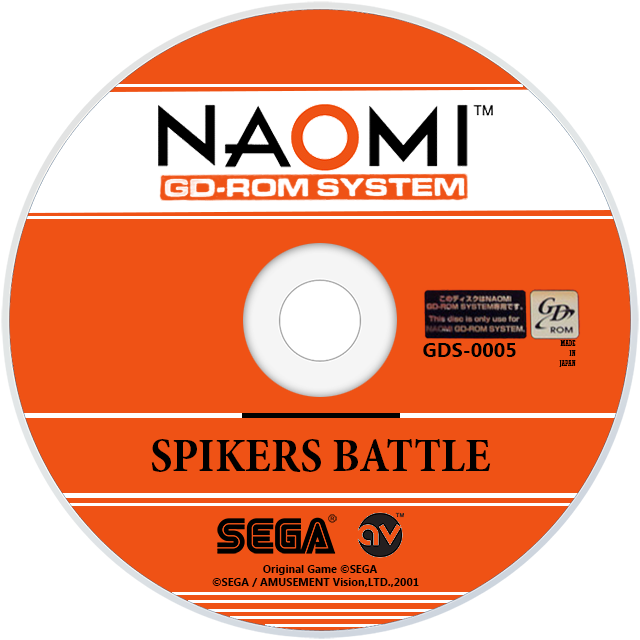 NAOMI™
GD-ROM SYSTEM
このディスクはNAOMI
GD-ROM SYSTEM専用です。
This disc is only use for
NAOMI GD-ROM SYSTEM.
GD
ROM
GDS-0005
MADE
IN
JAPAN
SPIKERS BATTLE
SEGA®
av™
Original Game ©SEGA
©SEGA / AMUSEMENT Vision,LTD.,2001